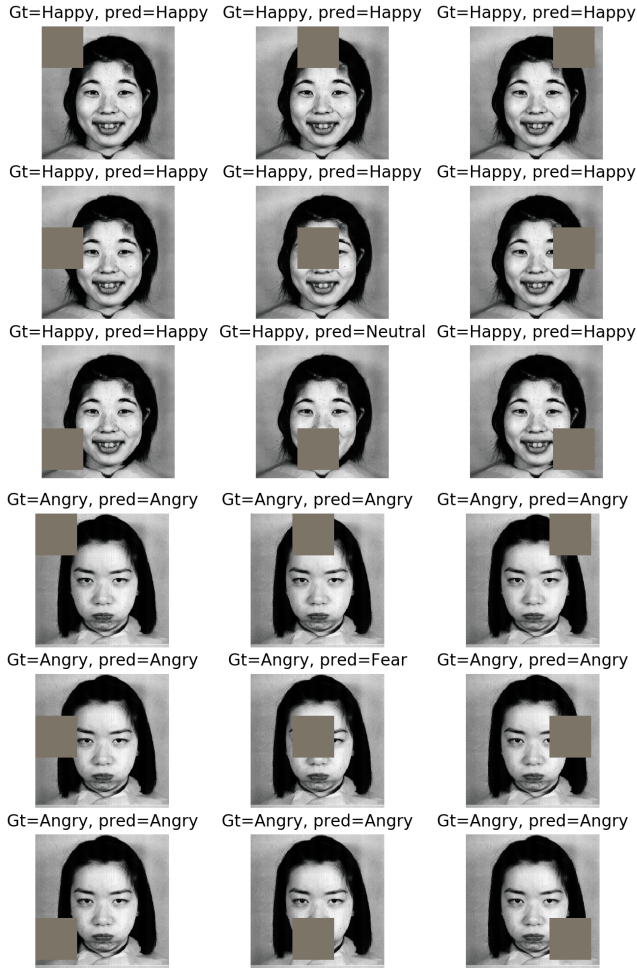 Gt=Happy, pred=Happy Gt=Happy, pred=Happy Gt=Happy, pred=Happy
Gt=Happy, pred=Happy Gt=Happy, pred=Happy Gt=Happy, pred=Happy
Gt=Happy, pred=Happy Gt=Happy, pred=Neutral Gt=Happy, pred=Happy
Gt=Angry, pred=Angry Gt=Angry, pred=Angry Gt=Angry, pred=Angry
Gt=Angry, pred=Angry Gt=Angry, pred=Fear Gt=Angry, pred=Angry
Gt=Angry, pred=Angry Gt=Angry, pred=Angry Gt=Angry, pred=Angry